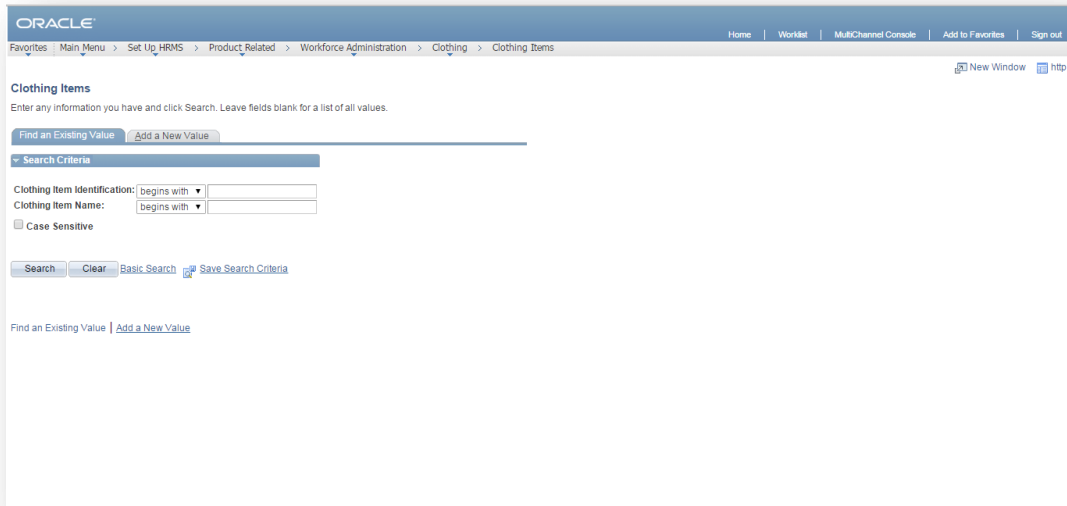 ORACLE
Home | Worklist | MultiChannel Console | Add to Favorites | Sign out
Favorites | Main Menu > Set Up HRMS > Product Related > Workforce Administration > Clothing > Clothing Items
New Window http
Clothing Items
Enter any information you have and click Search. Leave fields blank for a list of all values.
Find an Existing Value Add a New Value
Search Criteria
Clothing Item Identification: begins with
Clothing Item Name: begins with
Case Sensitive
Search Clear Basic Search Save Search Criteria
Find an Existing Value | Add a New Value